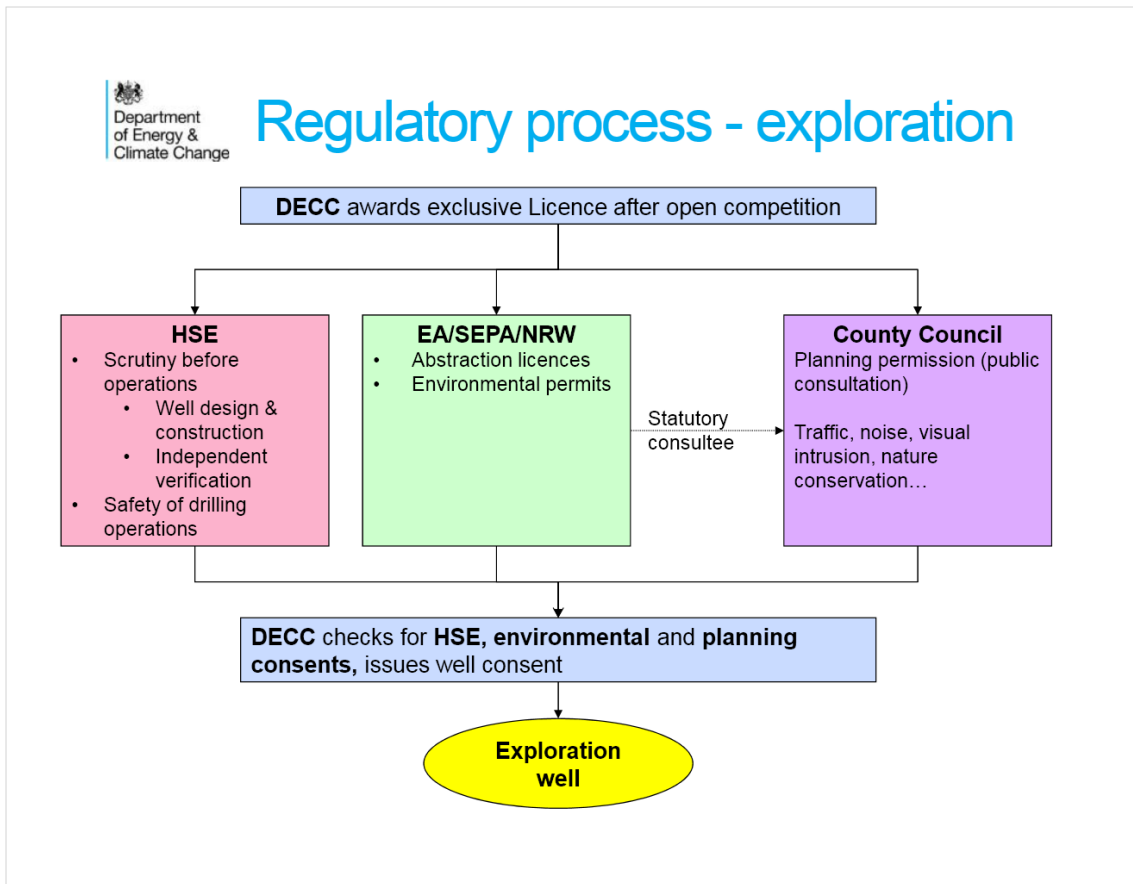 Department
of Energy &
Climate Change
Regulatory process - exploration
DECC awards exclusive Licence after open competition
HSE
• Scrutiny before
operations
• Well design &
construction
• Independent
verification
• Safety of drilling
operations
EA/SEPA/NRW
• Abstraction licences
• Environmental permits
Statutory
consultee
County Council
Planning permission (public
consultation)
Traffic, noise, visual
intrusion, nature
conservation…
DECC checks for HSE, environmental and planning
consents, issues well consent
Exploration
well